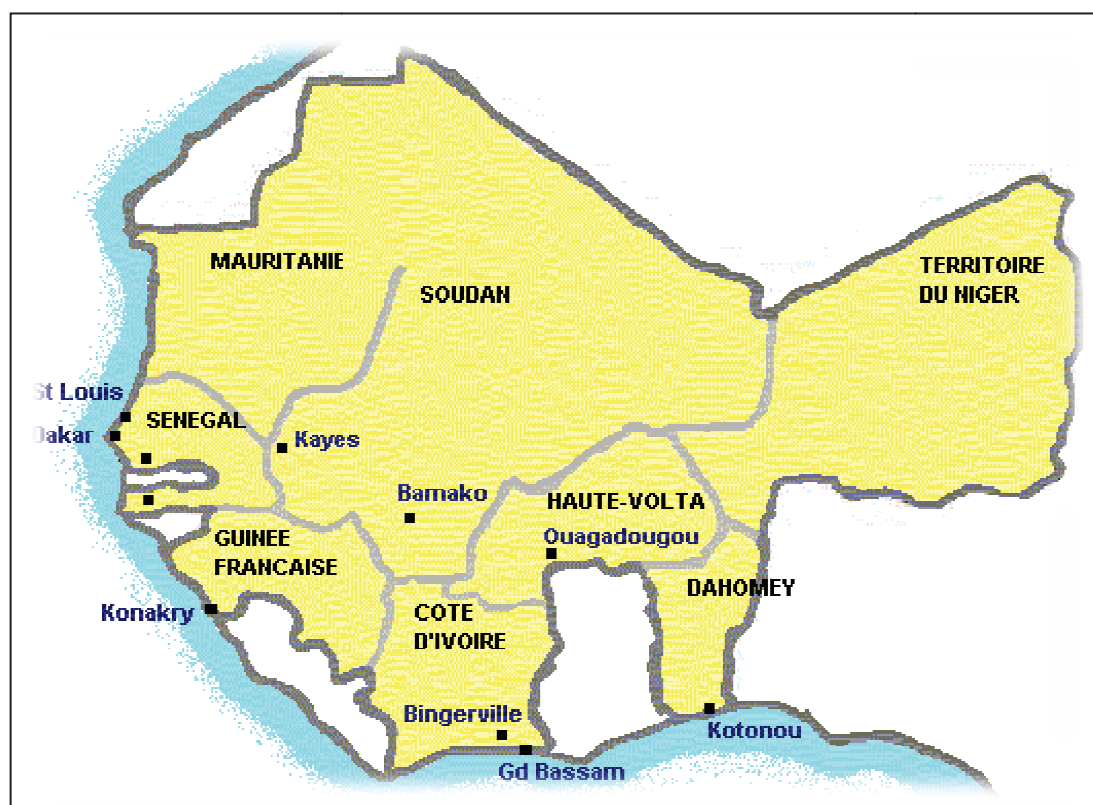 MAURITANIE
SOUDAN
TERRITOIRE
DU NIGER
St Louis
SENEGAL
Dakar
Kayes
Bamako
HAUTE-VOLTA
Ouagadougou
GUINEE
FRANCAISE
DAHOMEY
Konakry
COTE
D'IVOIRE
Bingerville
Kotonou
Gd Bassam